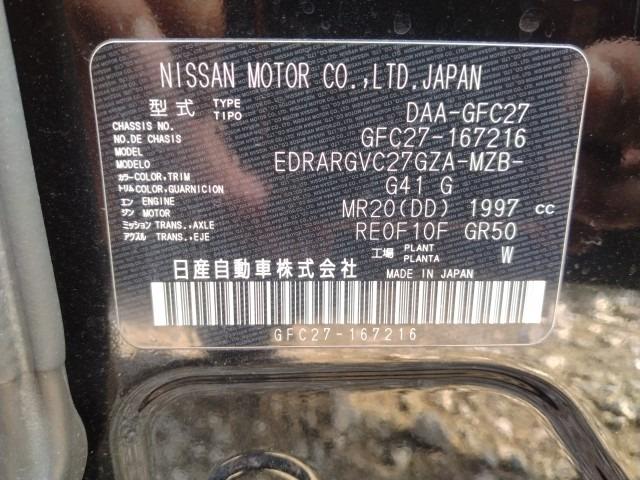 NISSAN MOTOR CO.,LTD.JAPAN
型式 TYPE TIPO DAA-GFC27
CHASSIS NO. NO.DE CHASIS GFC27-167216
MODEL MODELO EDRARGVC27GZA-MZB-
カラー COLOR,TRIM トリム COLOR,GUARNICION G41 G
エン ENGINE ジン MOTOR MR20(DD) 1997 cc
ミッション TRANS.,AXLE アクスル TRANS.,EJE RE0F10F GR50
工場 PLANT PLANTA W
日産自動車株式会社 MADE IN JAPAN
GFC27-167216